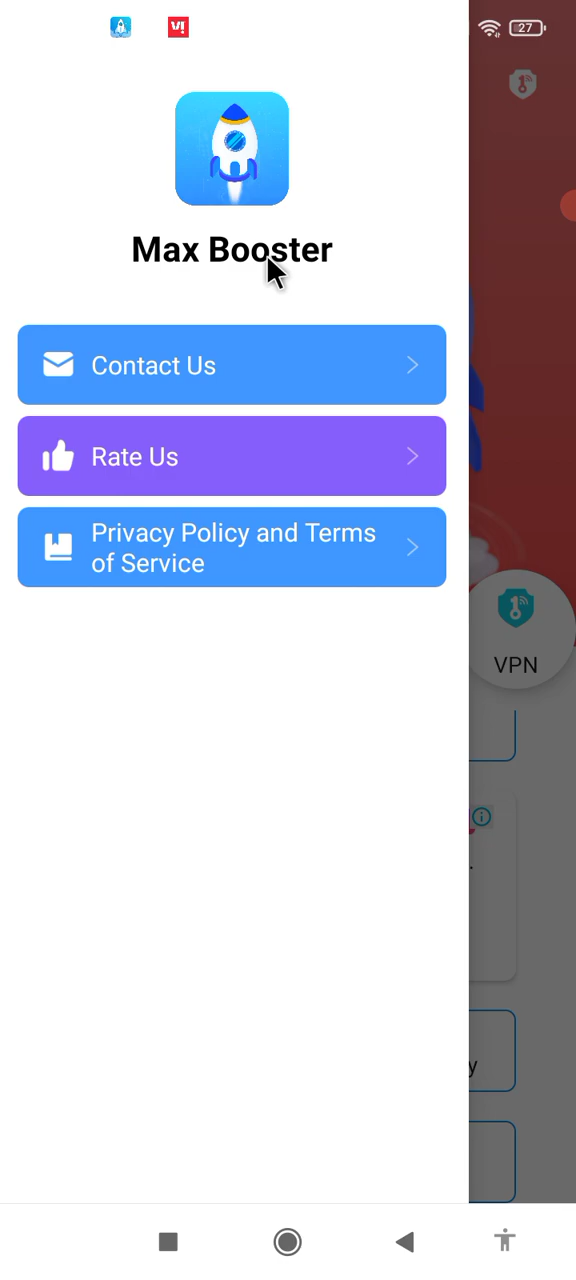 27
Max Booster
Contact Us
Rate Us
Privacy Policy and Terms
of Service
VPN
.
y